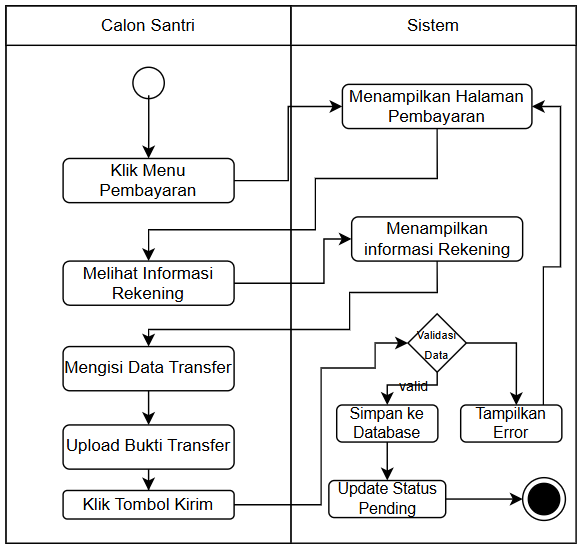 Calon Santri
Sistem
Menampilkan Halaman
Pembayaran
Klik Menu
Pembayaran
Menampilkan
informasi Rekening
Melihat Informasi
Rekening
Validasi
Data
Mengisi Data Transfer
valid
Simpan ke
Database
Tampilkan
Error
Upload Bukti Transfer
Klik Tombol Kirim
Update Status
Pending